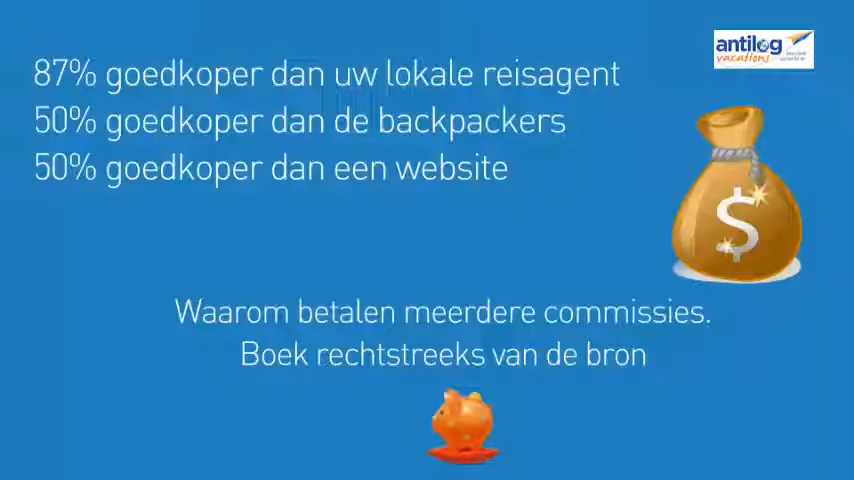 antilog
vacations
87% goedkoper dan uw lokale reisagent
50% goedkoper dan de backpackers
50% goedkoper dan een website
$
Waarom betalen meerdere commissies.
Boek rechtstreeks van de bron